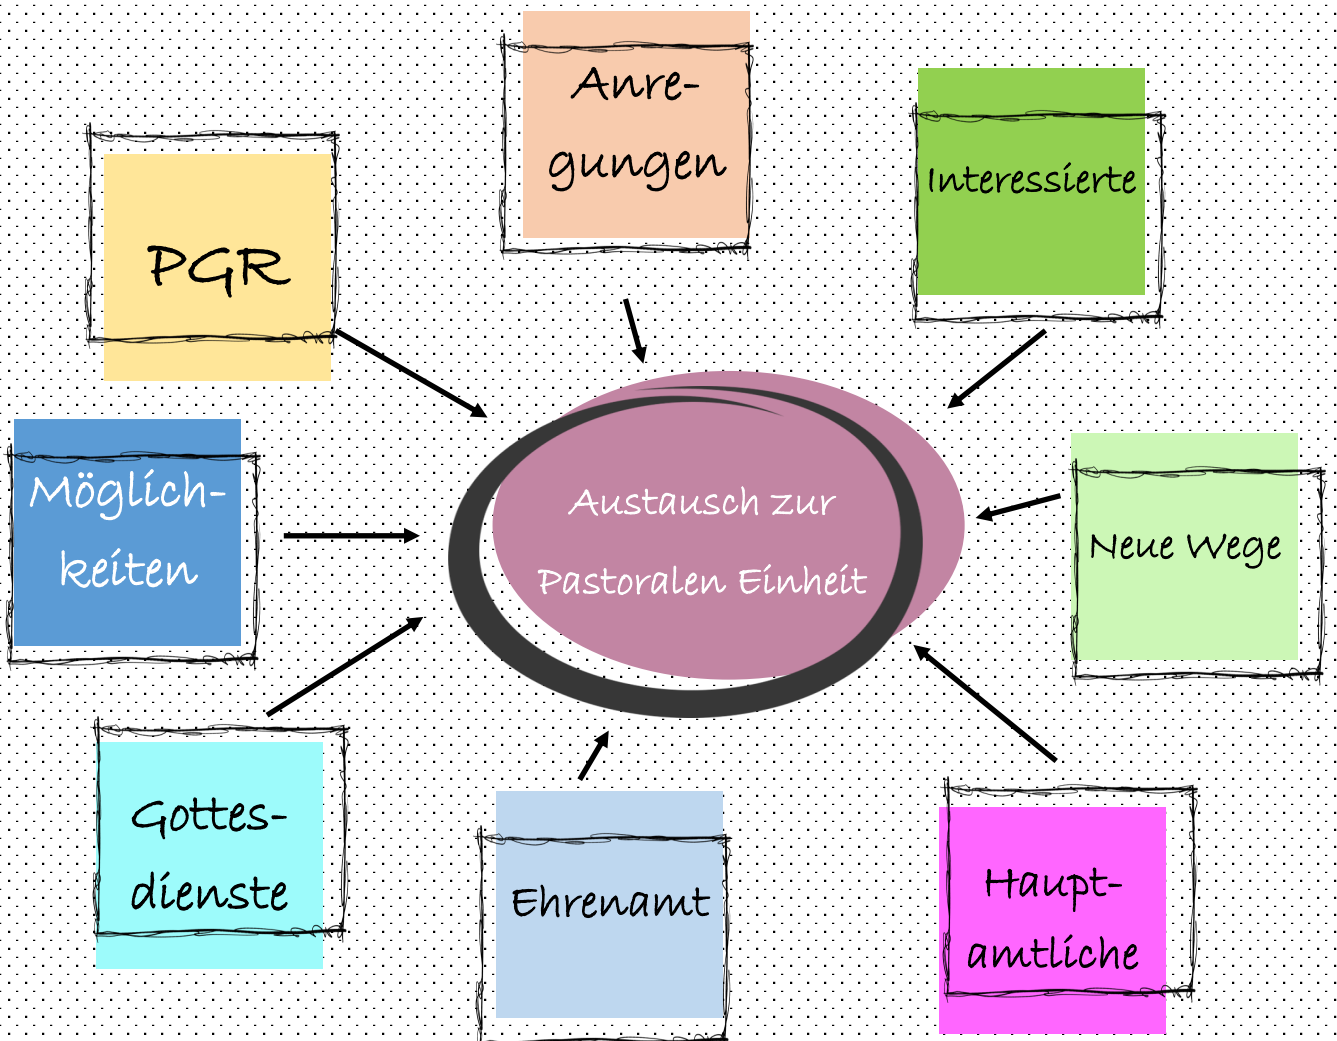 Anre-
gungen
Interessierte
PGR
Möglich-
keiten
Austausch zur
Pastoralen Einheit
Neue Wege
Gottes-
dienste
Ehrenamt
Haupt-
amtliche